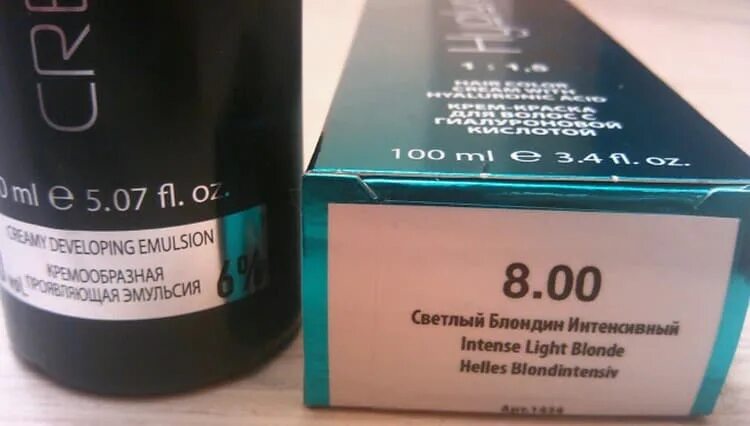 CRE
ml e 5.07 fl. oz.
CREAMY DEVELOPING EMULSION
КРЕМООБРАЗНАЯ
ПРОЯВЛЯЮЩАЯ ЭМУЛЬСИЯ
6%
1 : 1,5
HAIR COLOR
CREAM WITH
HYALURONIC ACID
КРЕМ-КРАСКА
ДЛЯ ВОЛОС С
ГИАЛУРОНОВОЙ
КИСЛОТОЙ
100 ml e 3.4 fl. oz.
8.00
Светлый Блондин Интенсивный
Intense Light Blonde
Helles Blondintensiv
Арт.1424